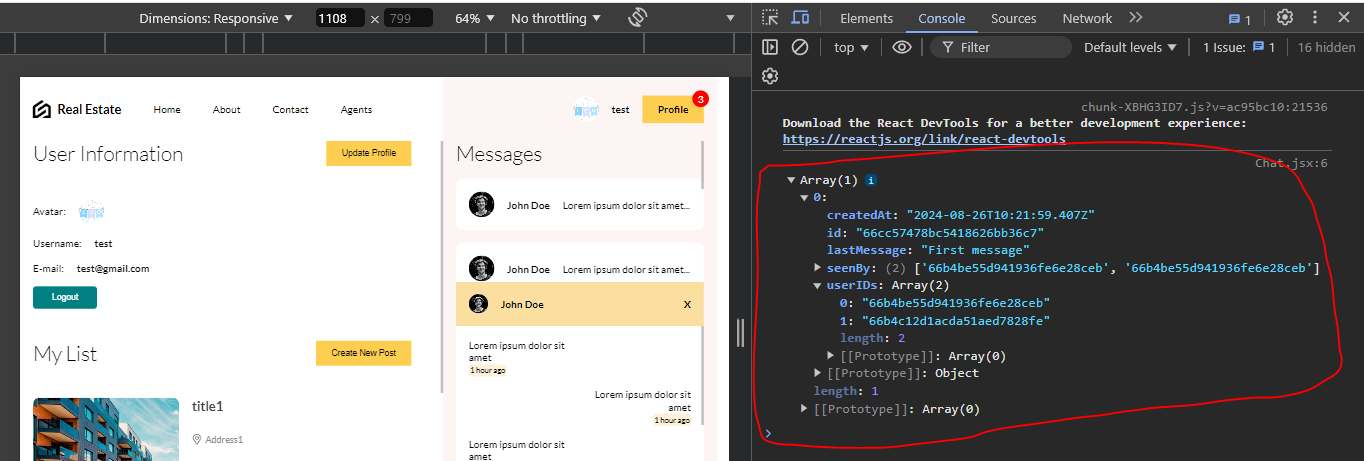 Dimensions: Responsive ▼ 1108 × 799 64% ▼ No throttling ▼
Elements Console Sources Network 1
top ▼ Filter Default levels ▼ 1 Issue: 1 16 hidden
Real Estate Home About Contact Agents test Profile 3
User Information Update Profile
Avatar:
Username: test
E-mail: test@gmail.com
Logout
My List Create New Post
title1
Address1
Messages
John Doe Lorem ipsum dolor sit amet...
John Doe Lorem ipsum dolor sit amet...
John Doe X
Lorem ipsum dolor sit
amet
1 hour ago
Lorem ipsum dolor sit
amet
1 hour ago
Lorem ipsum dolor sit
amet
chunk-XBHG3ID7.js?v=ac95bc10:21536
Download the React DevTools for a better development experience:
https://reactjs.org/link/react-devtools
Chat.jsx:6
▼ Array(1) i
▼ 0:
createdAt: "2024-08-26T10:21:59.407Z"
id: "66cc57478bc5418626bb36c7"
lastMessage: "First message"
▶ seenBy: (2) ['66b4be55d941936fe6e28ceb', '66b4be55d941936fe6e28ceb']
▼ userIDs: Array(2)
0: "66b4be55d941936fe6e28ceb"
1: "66b4c12d1acda51aed7828fe"
length: 2
▶ [[Prototype]]: Array(0)
▶ [[Prototype]]: Object
length: 1
▶ [[Prototype]]: Array(0)